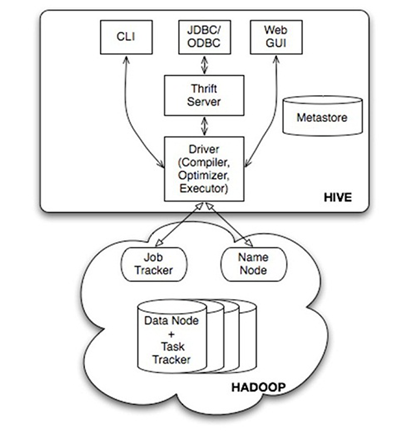 CLI
JDBC/
ODBC
Web
GUI
Thrift
Server
Metastore
Driver
(Compiler,
Optimizer,
Executor)
HIVE
Job
Tracker
Name
Node
Data Node
+
Task
Tracker
HADOOP